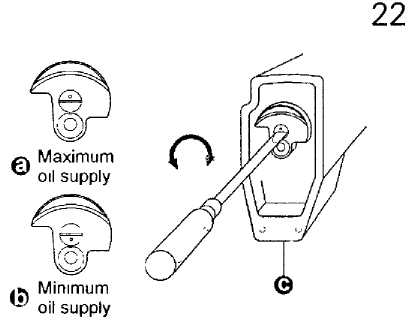 22
a Maximum
oil supply
b Minimum
oil supply
c